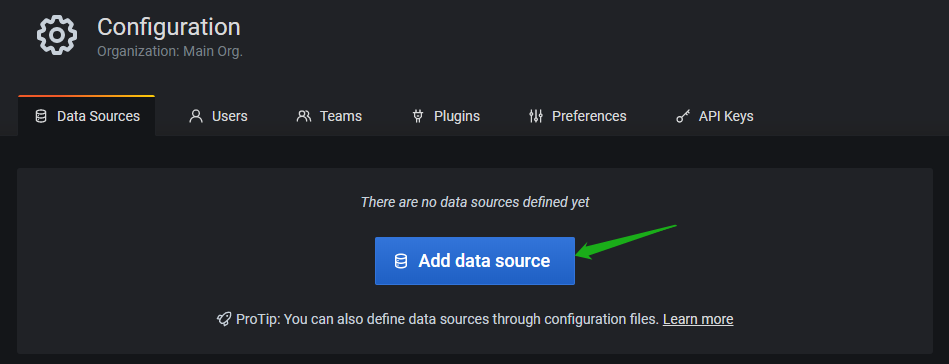 Configuration
Organization: Main Org.
Data Sources Users Teams Plugins Preferences API Keys
There are no data sources defined yet
Add data source
ProTip: You can also define data sources through configuration files. Learn more